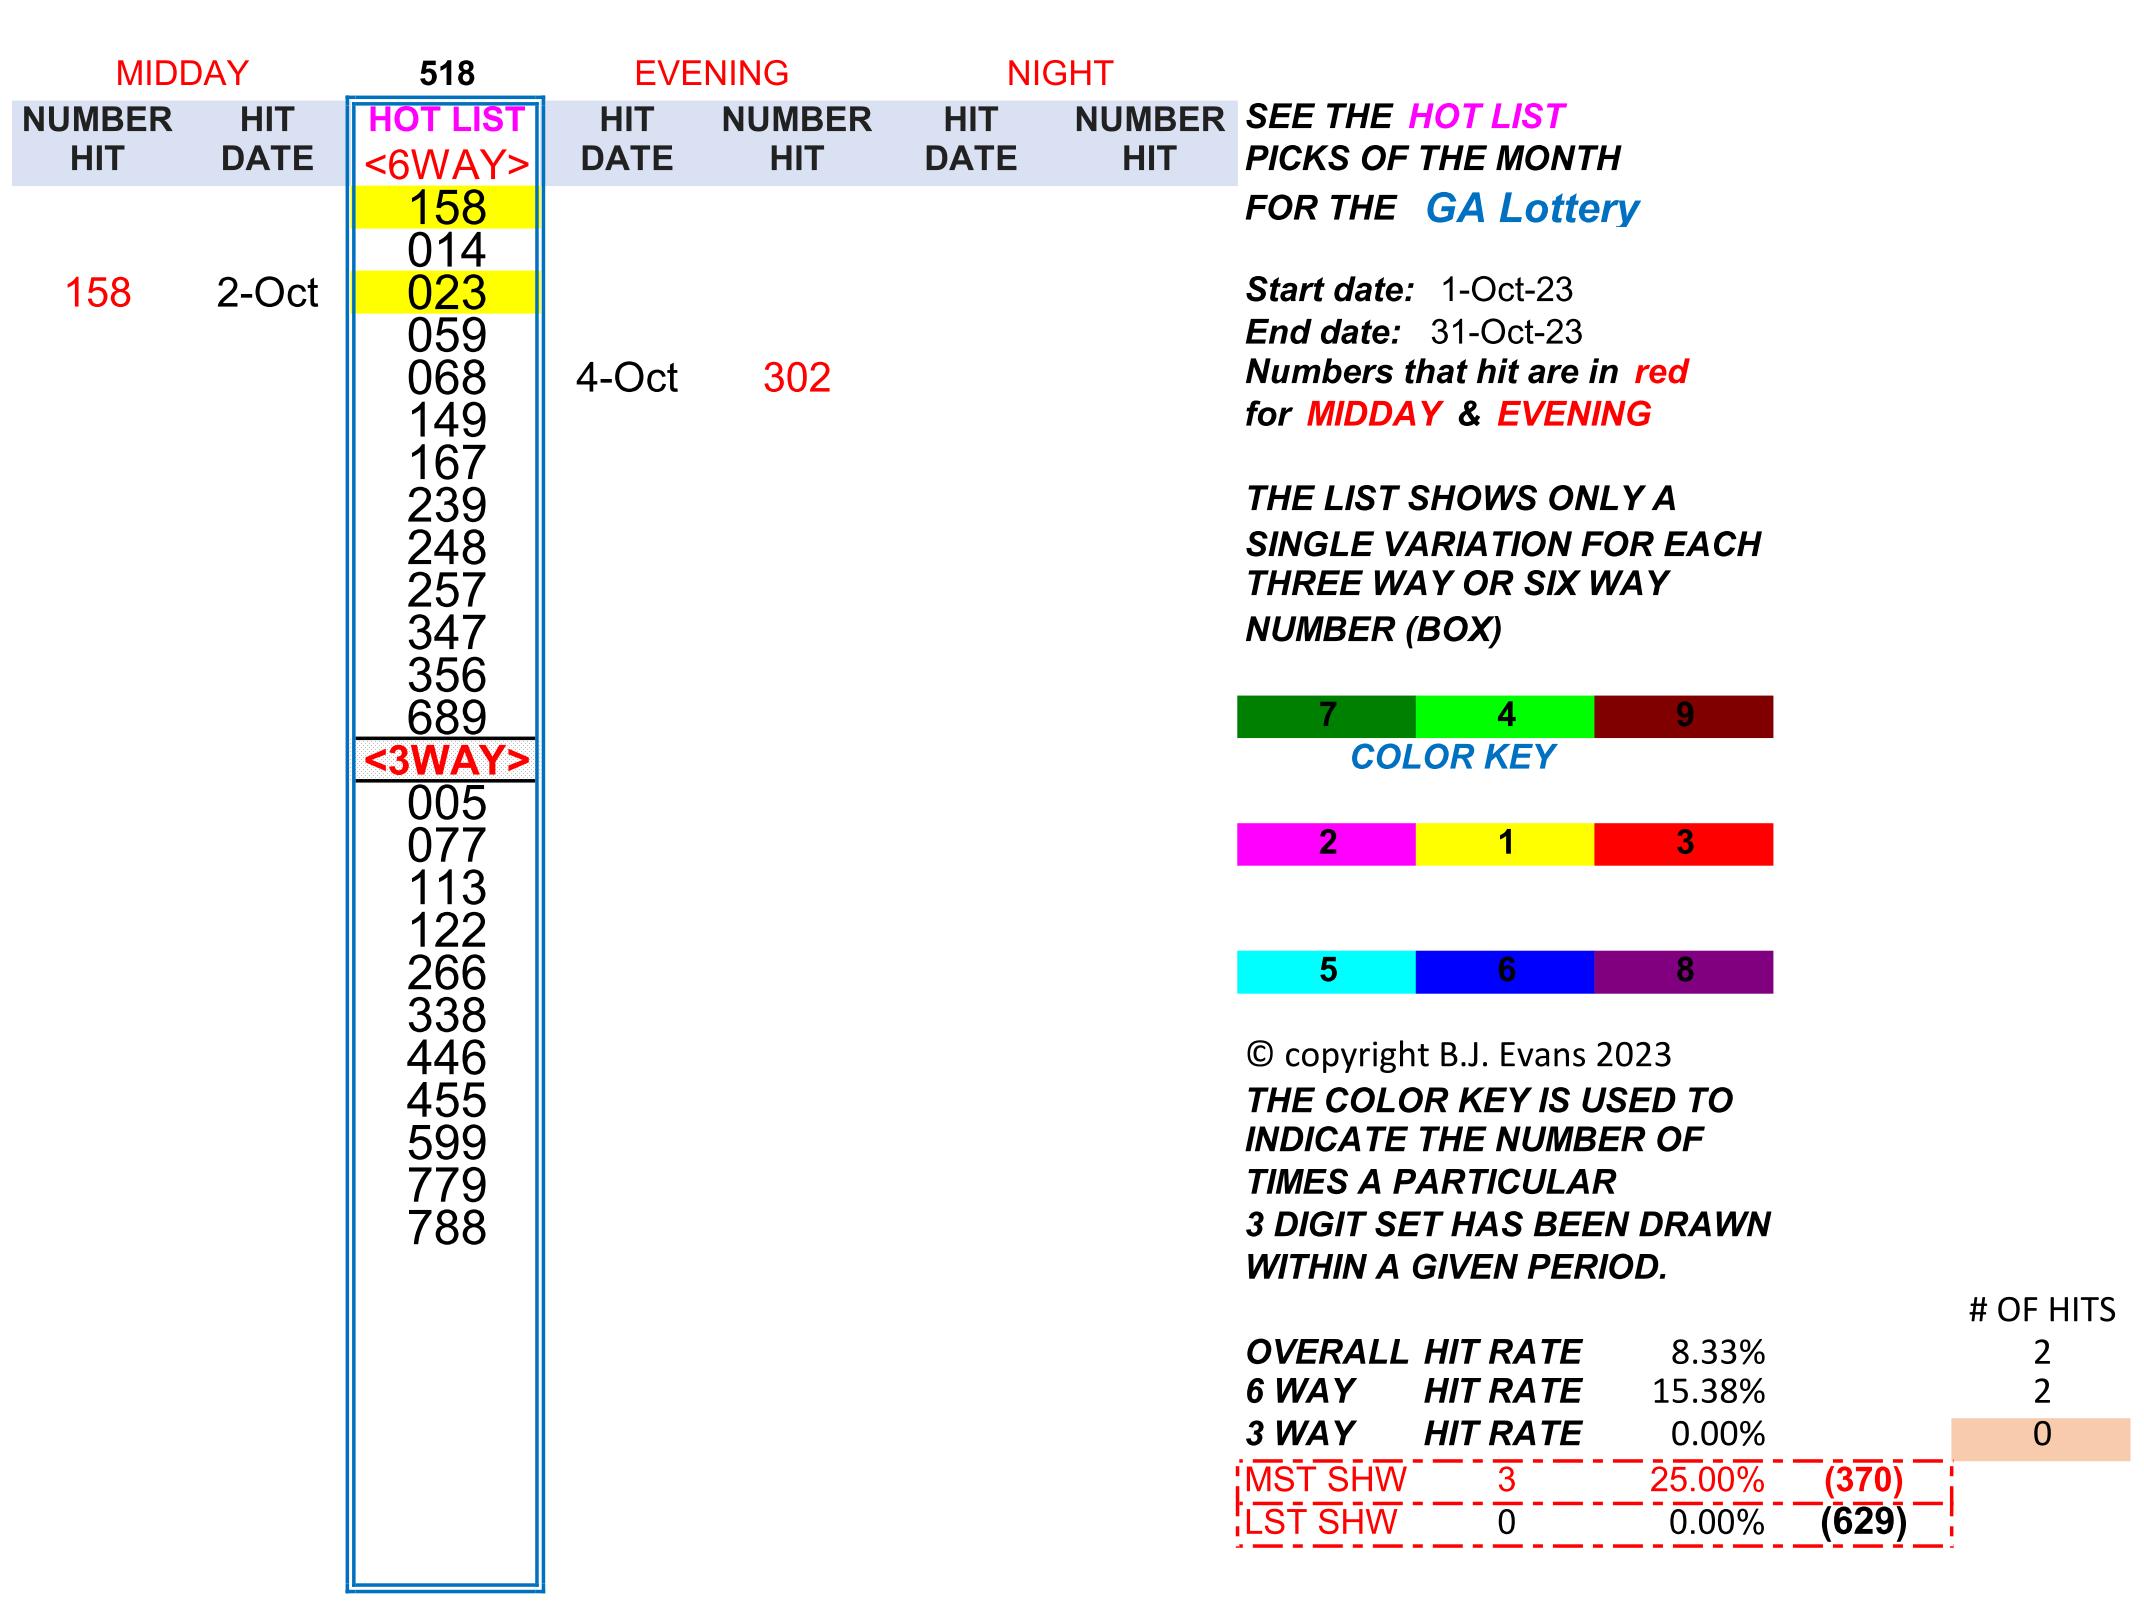 MIDDAY 518 EVENING NIGHT
NUMBER HIT HOT LIST HIT NUMBER HIT NUMBER SEE THE HOT LIST
HIT DATE <6WAY> DATE HIT DATE HIT PICKS OF THE MONTH
158 FOR THE GA Lottery
014
158 2-Oct 023 Start date: 1-Oct-23
059 End date: 31-Oct-23
068 4-Oct 302 Numbers that hit are in red
149 for MIDDAY & EVENING
167
239 THE LIST SHOWS ONLY A
248 SINGLE VARIATION FOR EACH
257 THREE WAY OR SIX WAY
347 NUMBER (BOX)
356
689 7 4 9
<3WAY> COLOR KEY
005
077 2 1 3
113
122
266 5 6 8
338
446 © copyright B.J. Evans 2023
455 THE COLOR KEY IS USED TO
599 INDICATE THE NUMBER OF
779 TIMES A PARTICULAR
788 3 DIGIT SET HAS BEEN DRAWN
WITHIN A GIVEN PERIOD.
# OF HITS
OVERALL HIT RATE 8.33% 2
6 WAY HIT RATE 15.38% 2
3 WAY HIT RATE 0.00% 0
MST SHW 3 25.00% (370)
LST SHW 0 0.00% (629)